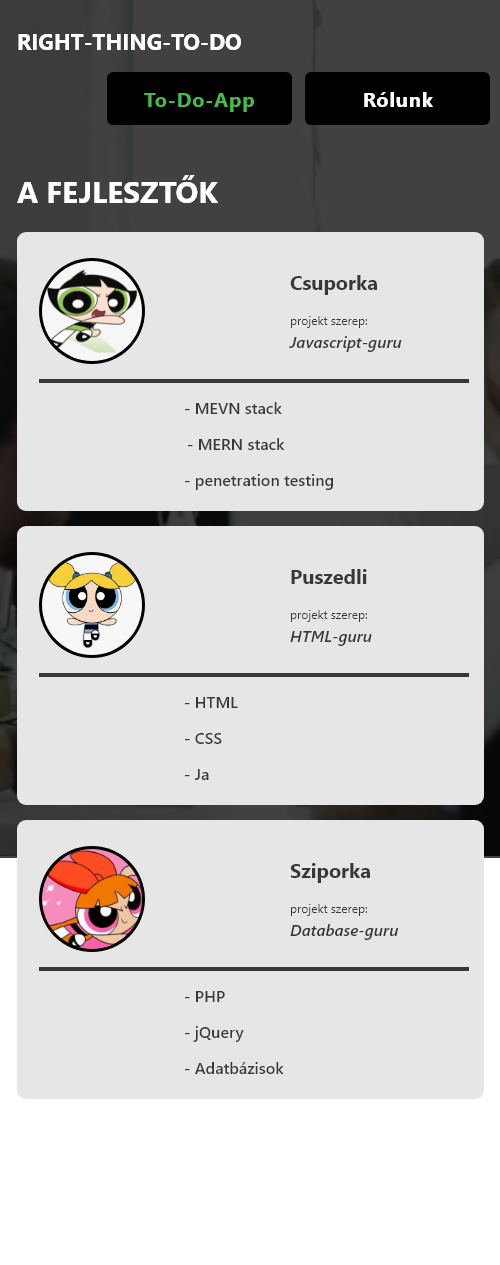 RIGHT-THING-TO-DO
To-Do-App
Rólunk
A FEJLESZTŐK
Csuporka
projekt szerep:
Javascript-guru
- MEVN stack
- MERN stack
- penetration testing
Puszedli
projekt szerep:
HTML-guru
- HTML
- CSS
- Ja
Sziporka
projekt szerep:
Database-guru
- PHP
- jQuery
- Adatbázisok